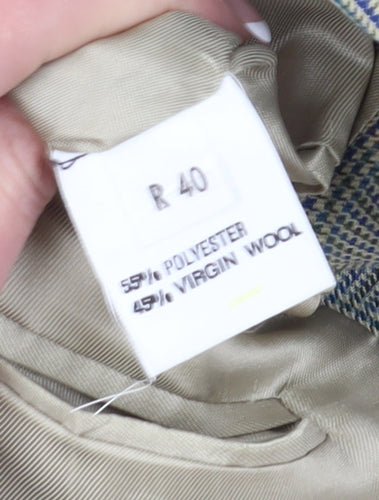 R 40
55% POLYESTER
45% VIRGIN WOOL